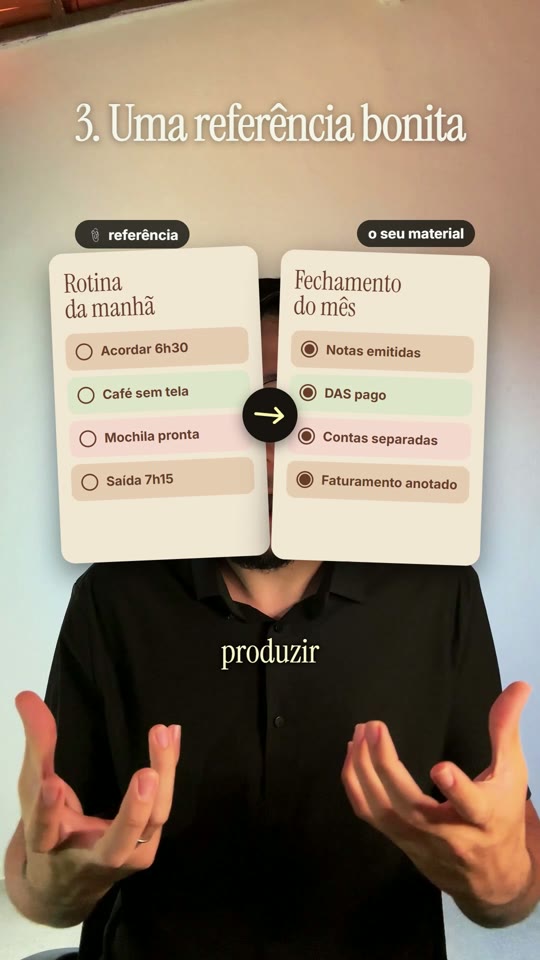 3. Uma referência bonita
referência
o seu material
Rotina
da manhã
Acordar 6h30
Café sem tela
Mochila pronta
Saída 7h15
Fechamento
do mês
Notas emitidas
DAS pago
Contas separadas
Faturamento anotado
produzir